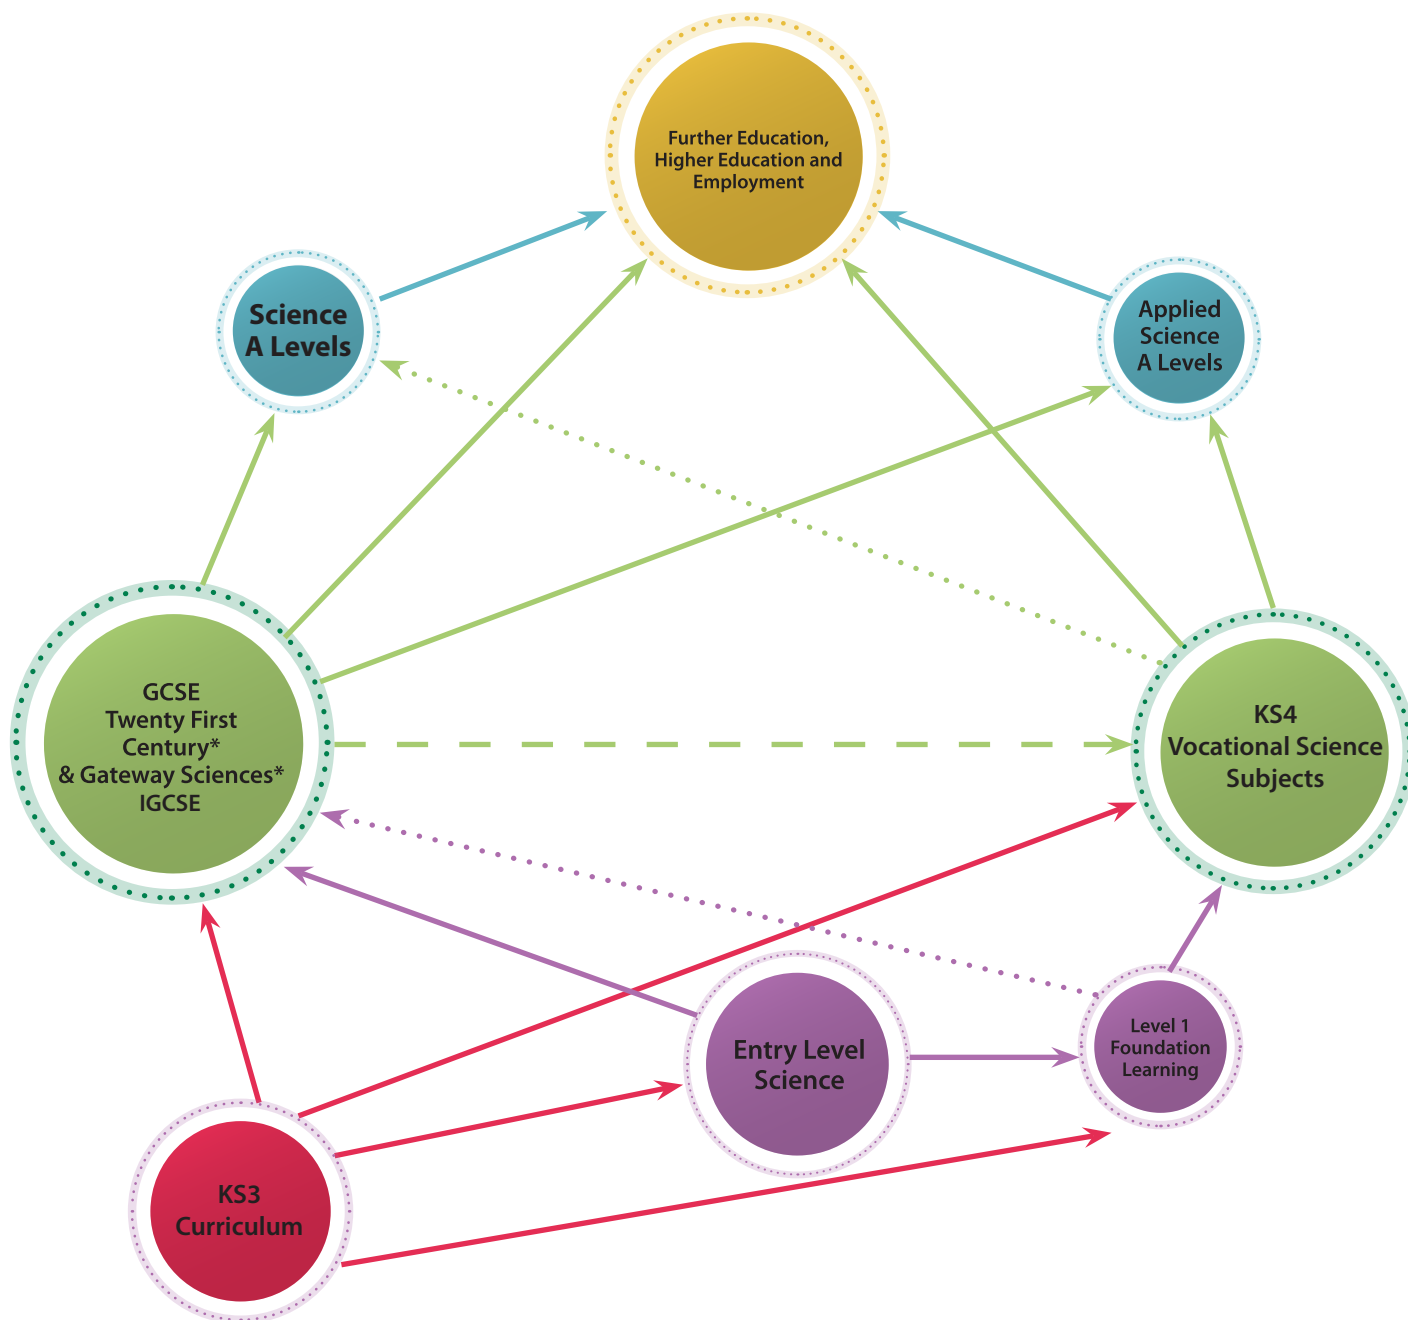 Further Education,
Higher Education and
Employment
Science
A Levels
Applied
Science
A Levels
GCSE
Twenty First
Century*
& Gateway Sciences*
IGCSE
KS4
Vocational Science
Subjects
Entry Level
Science
Level 1
Foundation
Learning
KS3
Curriculum